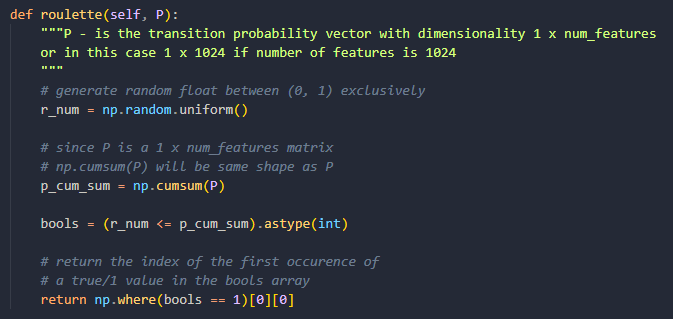 def roulette(self, P):
    """P - is the transition probability vector with dimensionality 1 x num_features
    or in this case 1 x 1024 if number of features is 1024
    """
    # generate random float between (0, 1) exclusively
    r_num = np.random.uniform()
    # since P is a 1 x num_features matrix
    # np.cumsum(P) will be same shape as P
    p_cum_sum = np.cumsum(P)
    bools = (r_num <= p_cum_sum).astype(int)
    # return the index of the first occurence of
    # a true/1 value in the bools array
    return np.where(bools == 1)[0][0]